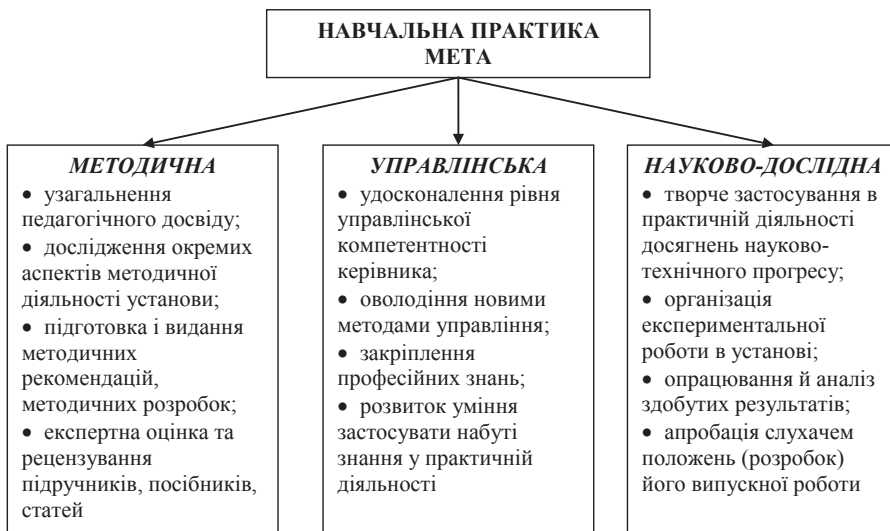 НАВЧАЛЬНА ПРАКТИКА
МЕТА
МЕТОДИЧНА
• узагальнення
педагогічного досвіду;
• дослідження окремих
аспектів методичної
діяльності установи;
• підготовка і видання
методичних
рекомендацій,
методичних розробок;
• експертна оцінка та
рецензування
підручників, посібників,
статей
УПРАВЛІНСЬКА
• удосконалення рівня
управлінської
компетентності
керівника;
• оволодіння новими
методами управління;
• закріплення
професійних знань;
• розвиток уміння
застосувати набуті
знання у практичній
діяльності
НАУКОВО-ДОСЛІДНА
• творче застосування в
практичній діяльності
досягнень науково-
технічного прогресу;
• організація
експериментальної
роботи в установі;
• опрацювання й аналіз
здобутих результатів;
• апробація слухачем
положень (розробок)
його випускної роботи